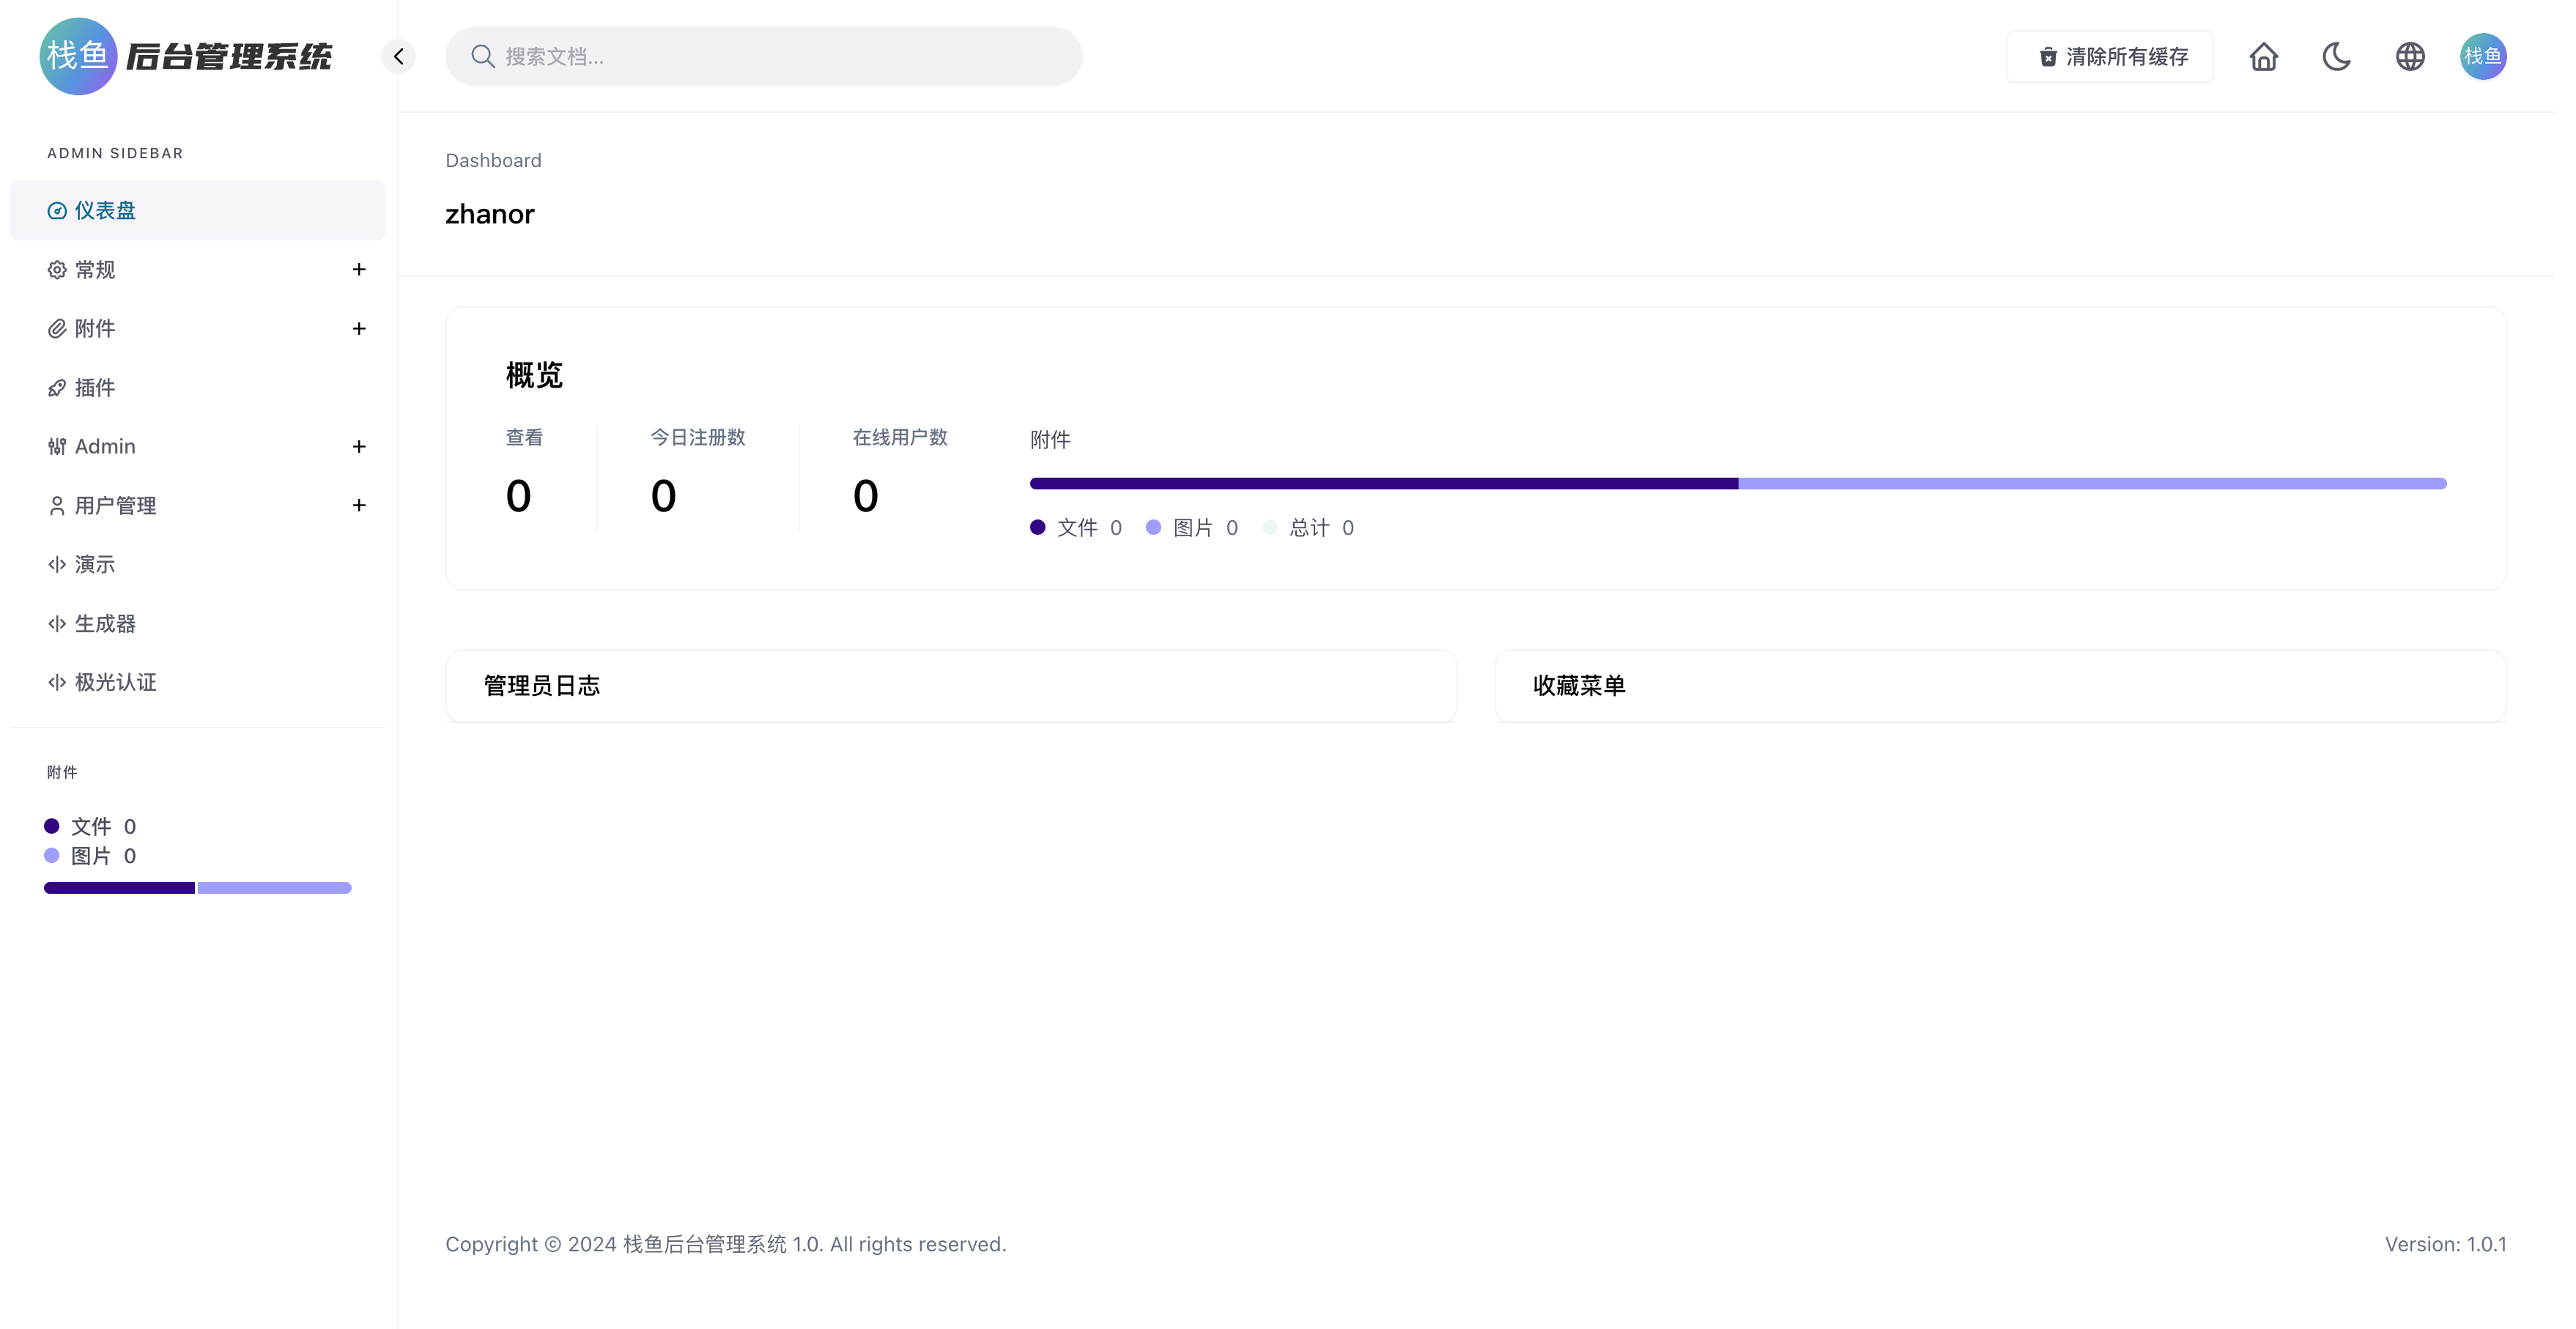 栈鱼 后台管理系统
搜索文档...
清除所有缓存
栈鱼
ADMIN SIDEBAR
仪表盘
常规 +
附件 +
插件
Admin +
用户管理 +
演示
生成器
极光认证
附件
文件 0
图片 0
Dashboard
zhanor
概览
查看
0
今日注册数
0
在线用户数
0
附件
文件 0 图片 0 总计 0
管理员日志
收藏菜单
Copyright © 2024 栈鱼后台管理系统 1.0. All rights reserved.
Version: 1.0.1